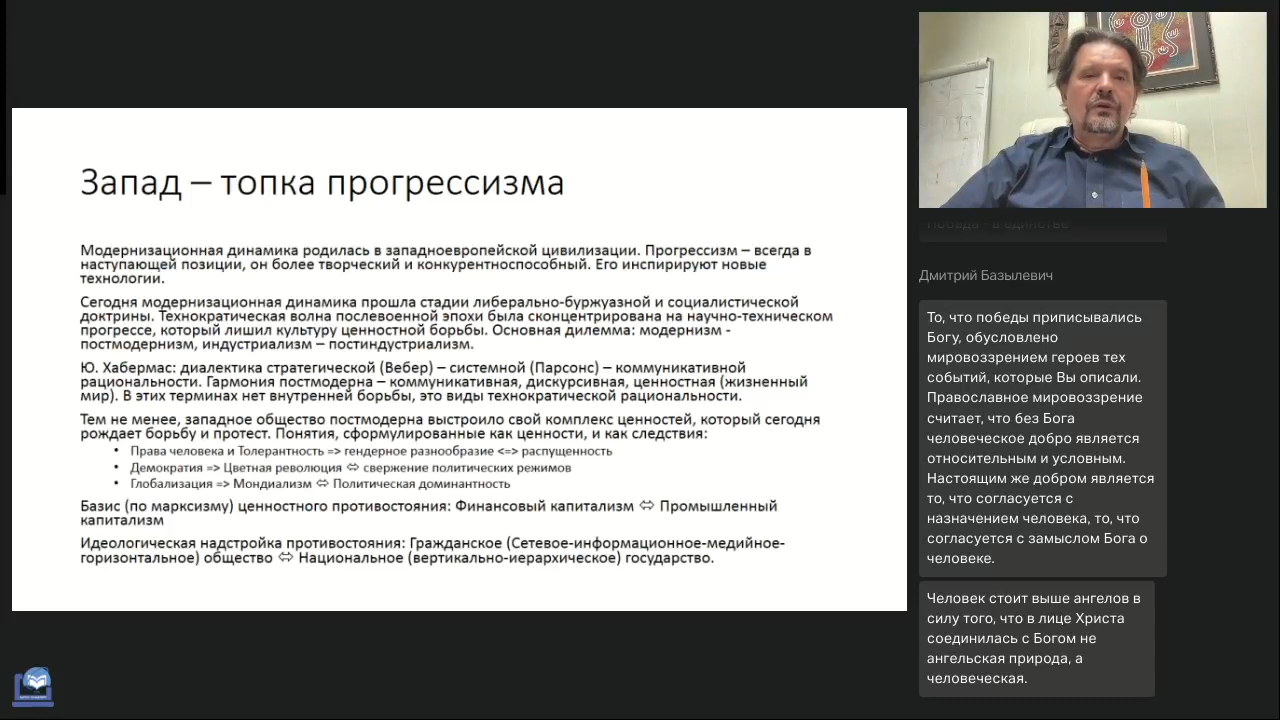 Запад – топка прогрессизма
Модернизационная динамика родилась в западноевропейской цивилизации. Прогрессизм – всегда в
наступающей позиции, он более творческий и конкурентноспособный. Его инспирируют новые
технологии.
Сегодня модернизационная динамика прошла стадии либерально-буржуазной и социалистической
доктрины. Технократическая волна послевоенной эпохи была сконцентрирована на научно-техническом
прогрессе, который лишил культуру ценностной борьбы. Основная дилемма: модернизм -
постмодернизм, индустриализм – постиндустриализм.
Ю. Хабермас: диалектика стратегической (Вебер) – системной (Парсонс) – коммуникативной
рациональности. Гармония постмодерна – коммуникативная, дискурсивная, ценностная (жизненный
мир). В этих терминах нет внутренней борьбы, это виды технократической рациональности.
Тем не менее, западное общество постмодерна выстроило свой комплекс ценностей, который сегодня
рождает борьбу и протест. Понятия, сформулированные как ценности, и как следствия:
• Права человека и Толерантность => гендерное разнообразие <=> распущенность
• Демократия => Цветная революция ⇔ свержение политических режимов
• Глобализация => Мондиализм ⇔ Политическая доминантность
Базис (по марксизму) ценностного противостояния: Финансовый капитализм ⇔ Промышленный
капитализм
Идеологическая надстройка противостояния: Гражданское (Сетевое-информационное-медийное-
горизонтальное) общество ⇔ Национальное (вертикально-иерархическое) государство.
Победа - в единстве
Дмитрий Базылевич
То, что победы приписывались
Богу, обусловлено
мировоззрением героев тех
событий, которые Вы описали.
Православное мировоззрение
считает, что без Бога
человеческое добро является
относительным и условным.
Настоящим же добром является
то, что согласуется с
назначением человека, то, что
согласуется с замыслом Бога о
человеке.
Человек стоит выше ангелов в
силу того, что в лице Христа
соединилась с Богом не
ангельская природа, а
человеческая.